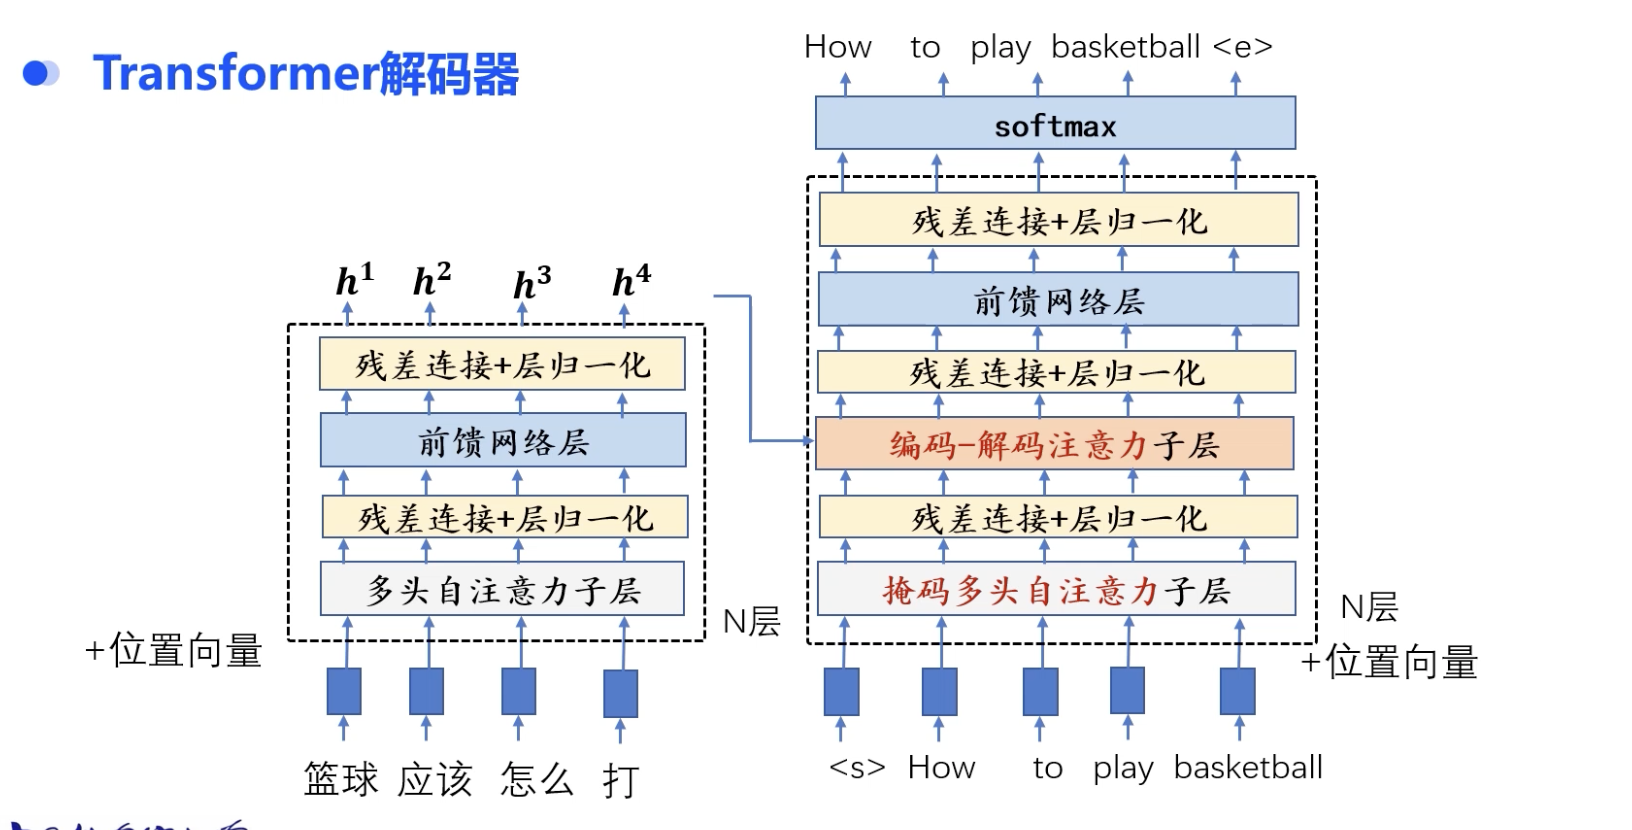 Transformer解码器
How to play basketball <e>
softmax
残差连接+层归一化
前馈网络层
残差连接+层归一化
编码-解码注意力子层
残差连接+层归一化
掩码多头自注意力子层
N层
+位置向量
<s> How to play basketball
h¹ h² h³ h⁴
残差连接+层归一化
前馈网络层
残差连接+层归一化
多头自注意力子层
N层
+位置向量
篮球 应该 怎么 打